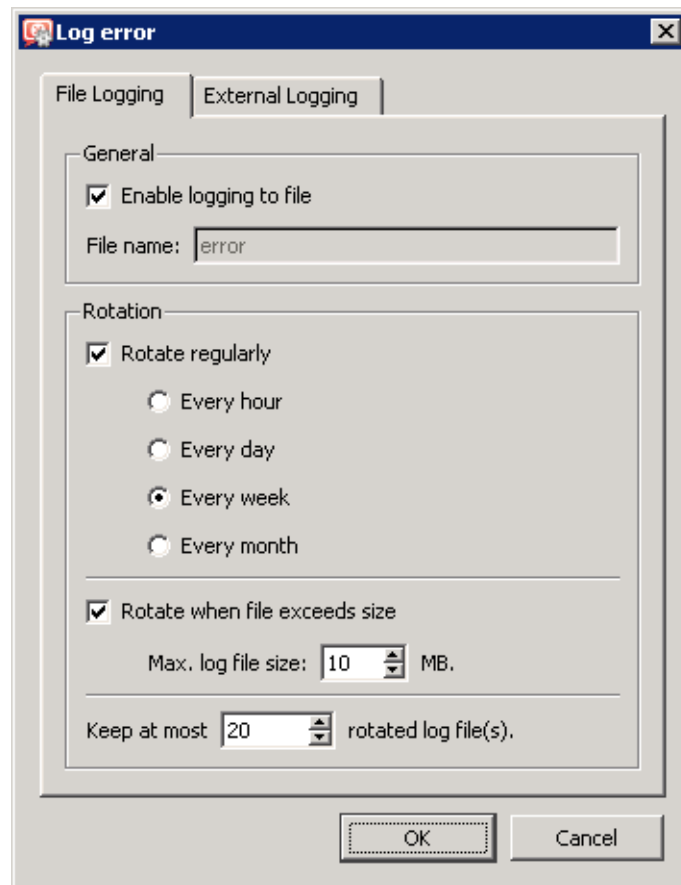 Log error
File Logging
External Logging
General
Enable logging to file
File name: error
Rotation
Rotate regularly
Every hour
Every day
Every week
Every month
Rotate when file exceeds size
Max. log file size: 10 MB.
Keep at most 20 rotated log file(s).
OK
Cancel